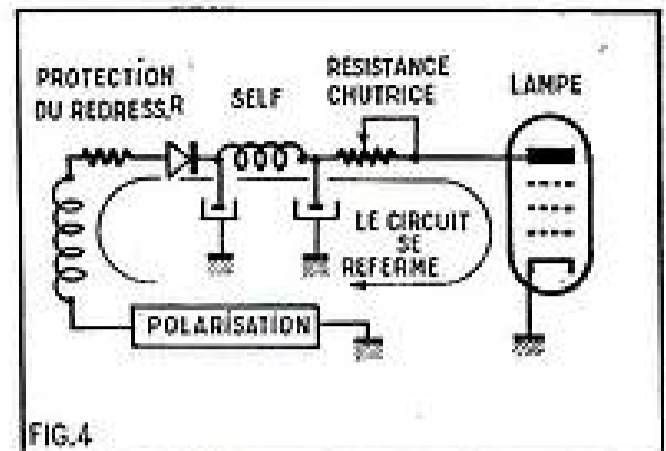 PROTECTION
DU REDRESS.R
SELF
RESISTANCE
CHUTRICE
LAMPE
LE CIRCUIT
SE
REFERME
POLARISATION
FIG.4